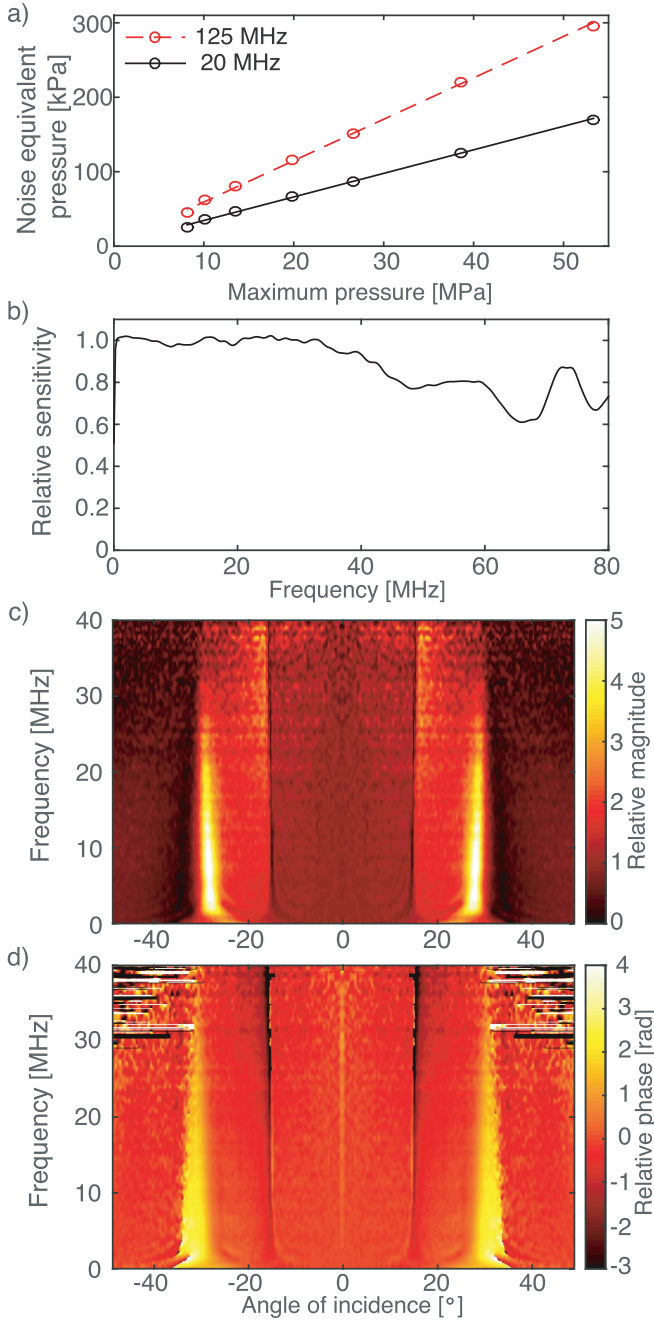 a)
300
200
100
0
Noise equivalent
pressure [kPa]
125 MHz
20 MHz
0 10 20 30 40 50
Maximum pressure [MPa]
b)
1.0
0.8
0.6
0.4
0.2
0
Relative sensitivity
0 20 40 60 80
Frequency [MHz]
c)
40
30
20
10
0
Frequency [MHz]
-40 -20 0 20 40
5
4
3
2
1
0
Relative magnitude
d)
40
30
20
10
0
Frequency [MHz]
-40 -20 0 20 40
Angle of incidence [°]
4
3
2
1
0
-1
-2
-3
Relative phase [rad]